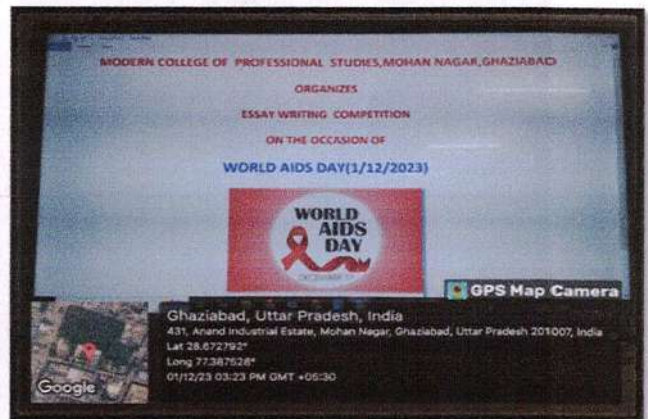 MODERN COLLEGE OF PROFESSIONAL STUDIES,MOHAN NAGAR,GHAZIABAD
ORGANIZES
ESSAY WRITING COMPETITION
ON THE OCCASION OF
WORLD AIDS DAY(1/12/2023)
WORLD
AIDS
DAY
GPS Map Camera
Ghaziabad, Uttar Pradesh, India
431, Anand Industrial Estate, Mohan Nagar, Ghaziabad, Uttar Pradesh 201007, India
Lat 28.672792°
Long 77.387526°
01/12/23 03:23 PM GMT +05:30
Google